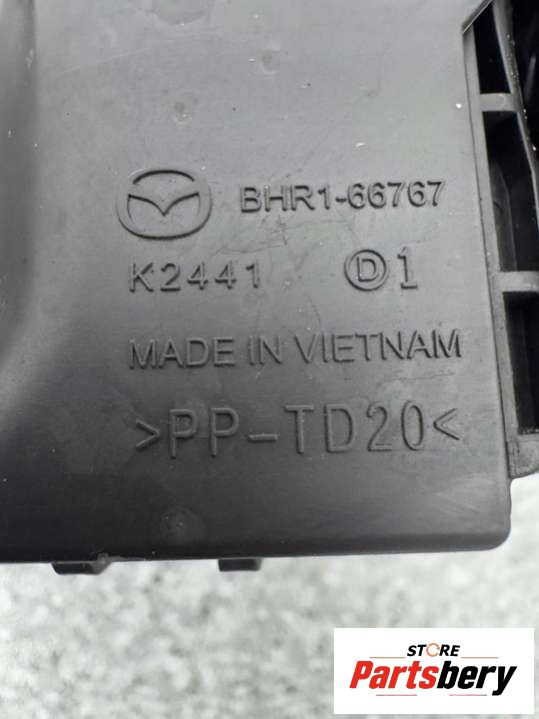 BHR1-66767
K2441 Ⓓ1
MADE IN VIETNAM
>PP-TD20<
STORE
Partsbery